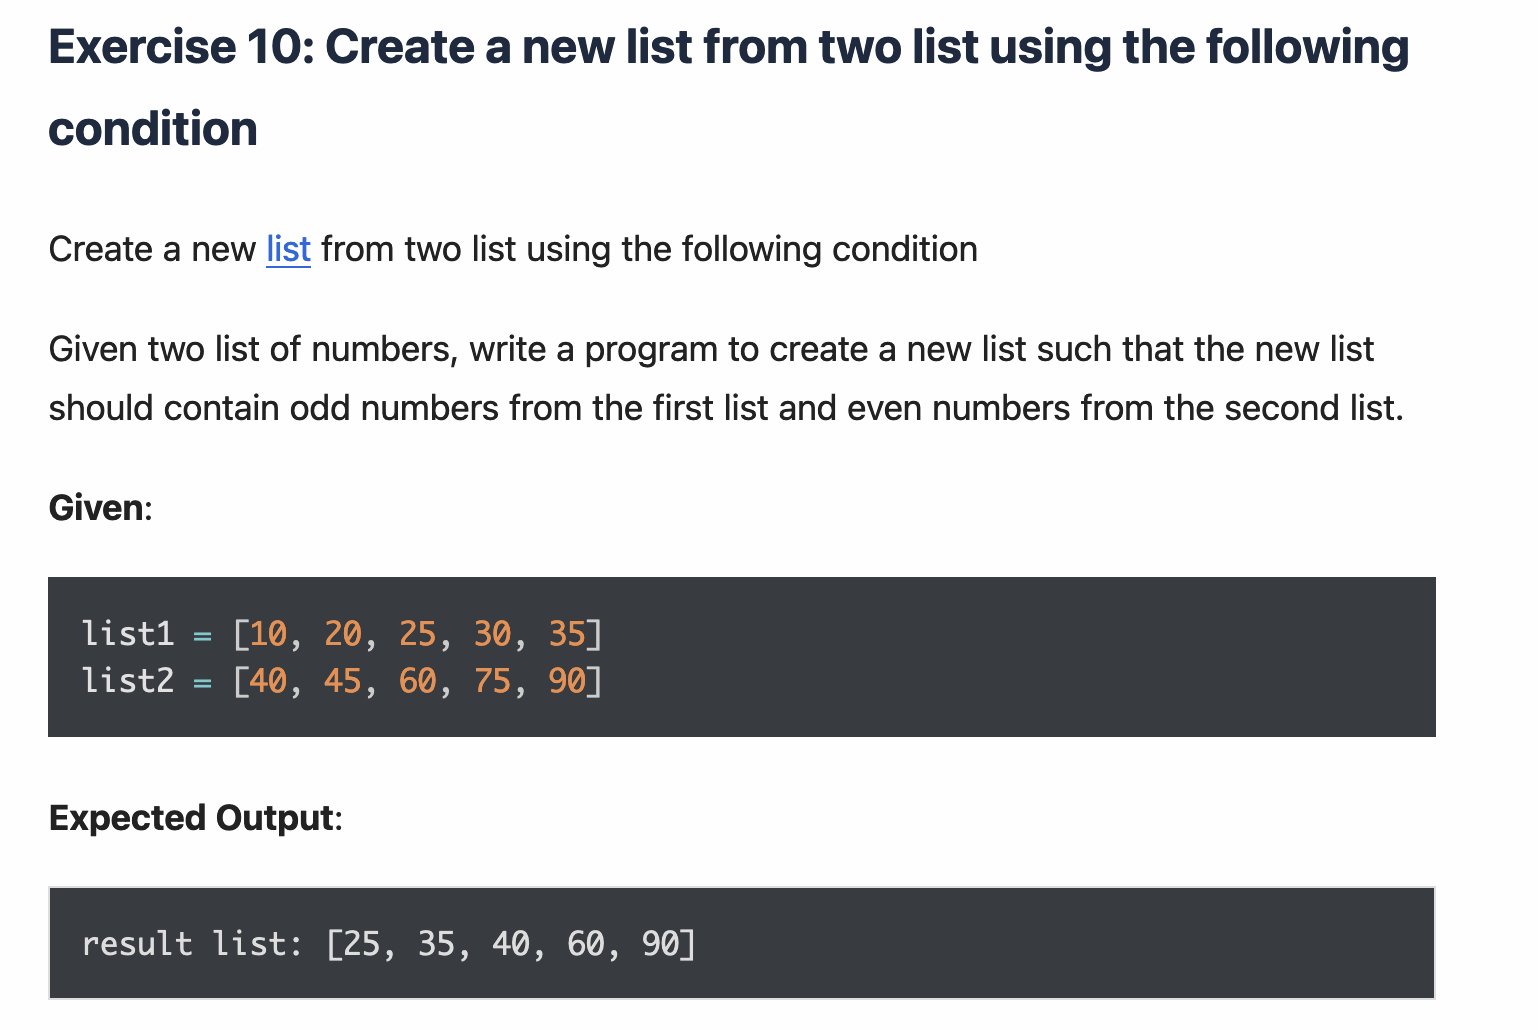 Exercise 10: Create a new list from two list using the following
condition
Create a new list from two list using the following condition
Given two list of numbers, write a program to create a new list such that the new list
should contain odd numbers from the first list and even numbers from the second list.
Given:
list1 = [10, 20, 25, 30, 35]
list2 = [40, 45, 60, 75, 90]
Expected Output:
result list: [25, 35, 40, 60, 90]